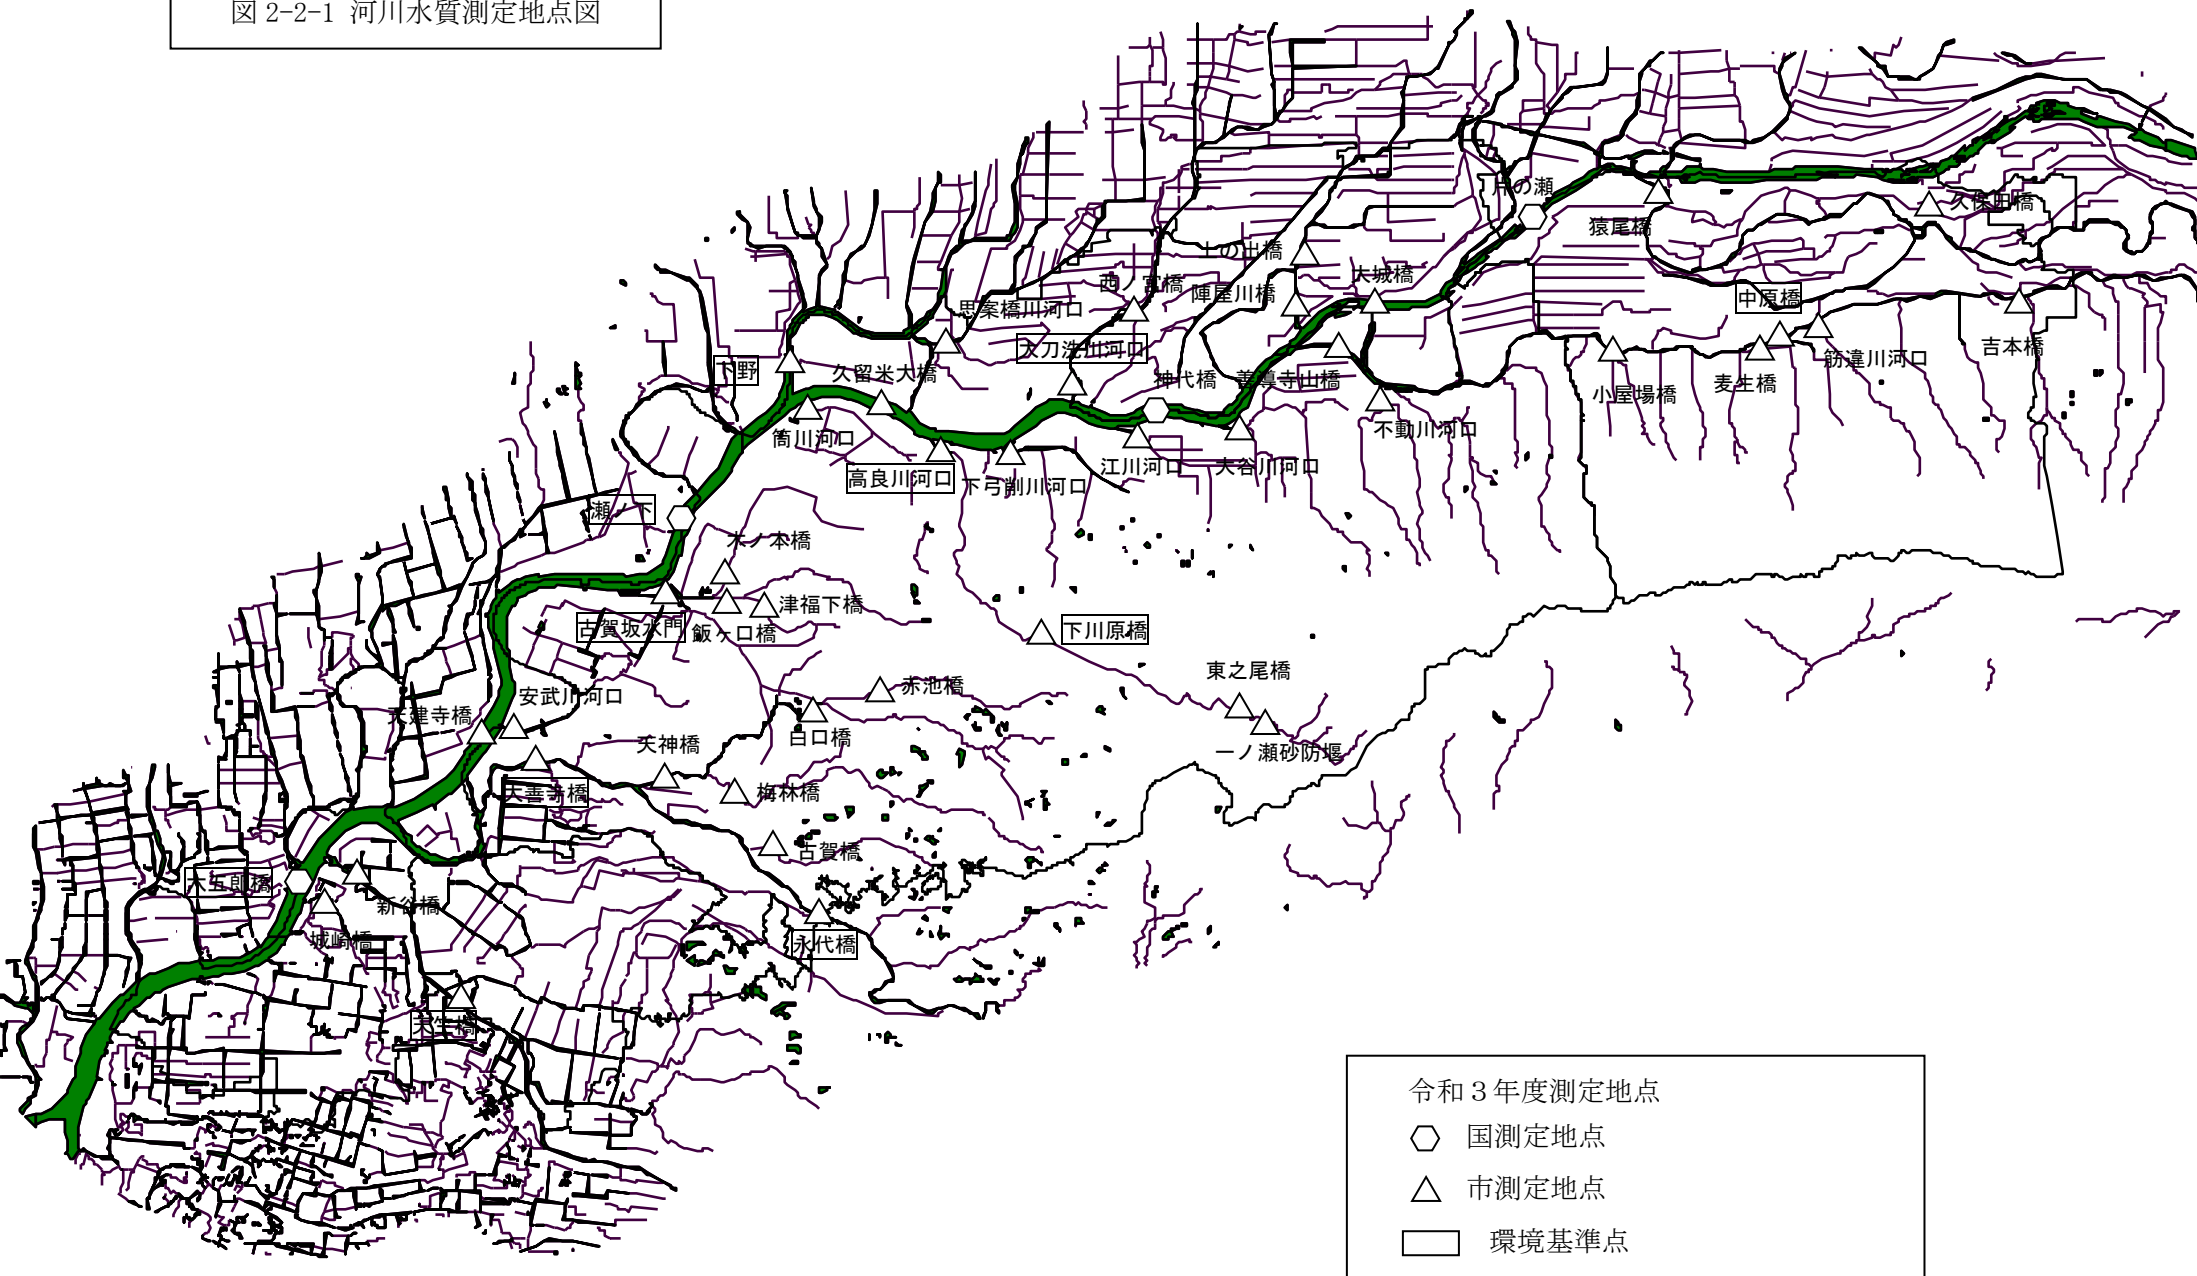 図 2-2-1 河川水質測定地点図
片の瀬
久保田橋
猿尾橋
土の出橋
大城橋
西ノ宮橋
陣屋川橋
中原橋
思案橋川河口
吉本橋
太刀洗川河口
筋違川河口
下野
久留米大橋
神代橋
善導寺山橋
麦生橋
小屋場橋
筒川河口
不動川河口
高良川河口
下弓削川河口
江川河口
大谷川河口
瀬ノ下
木ノ本橋
津福下橋
古賀坂水門
飯ヶ口橋
下川原橋
東之尾橋
赤池橋
安武川河口
天建寺橋
白口橋
天神橋
一ノ瀬砂防堰
大善寺橋
梅林橋
古賀橋
六五郎橋
新谷橋
城崎橋
永代橋
天竺橋
令和３年度測定地点
国測定地点
市測定地点
環境基準点